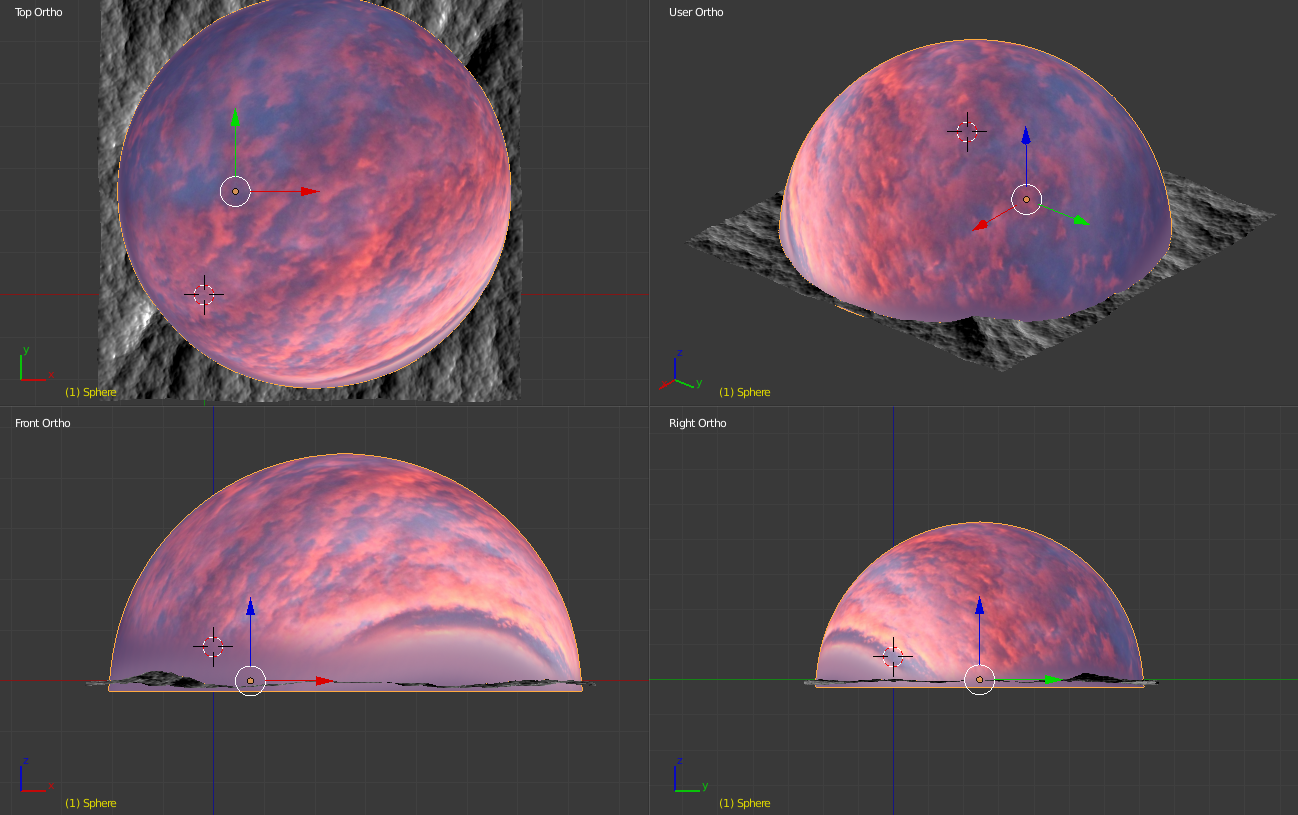 Top Ortho
y
x
(1) Sphere
User Ortho
z
y
(1) Sphere
Front Ortho
z
x
(1) Sphere
Right Ortho
z
y
(1) Sphere